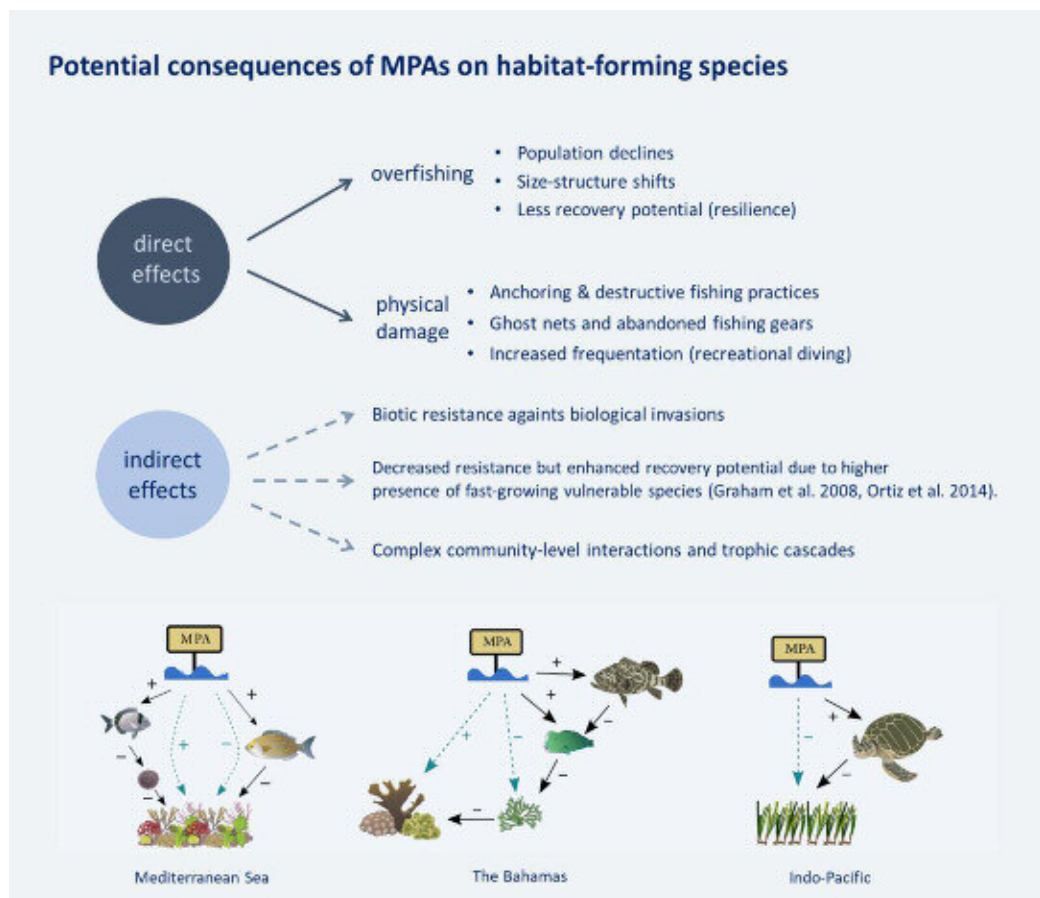 Potential consequences of MPAs on habitat-forming species
direct
effects
overfishing
• Population declines
• Size-structure shifts
• Less recovery potential (resilience)
physical
damage
• Anchoring & destructive fishing practices
• Ghost nets and abandoned fishing gears
• Increased frequentation (recreational diving)
indirect
effects
Biotic resistance againts biological invasions
Decreased resistance but enhanced recovery potential due to higher
presence of fast-growing vulnerable species (Graham et al. 2008, Ortiz et al. 2014).
Complex community-level interactions and trophic cascades
MPA
+
+
−
+
−
−
−
Mediterranean Sea
MPA
+
+
−
+
−
−
−
The Bahamas
MPA
+
−
−
Indo-Pacific